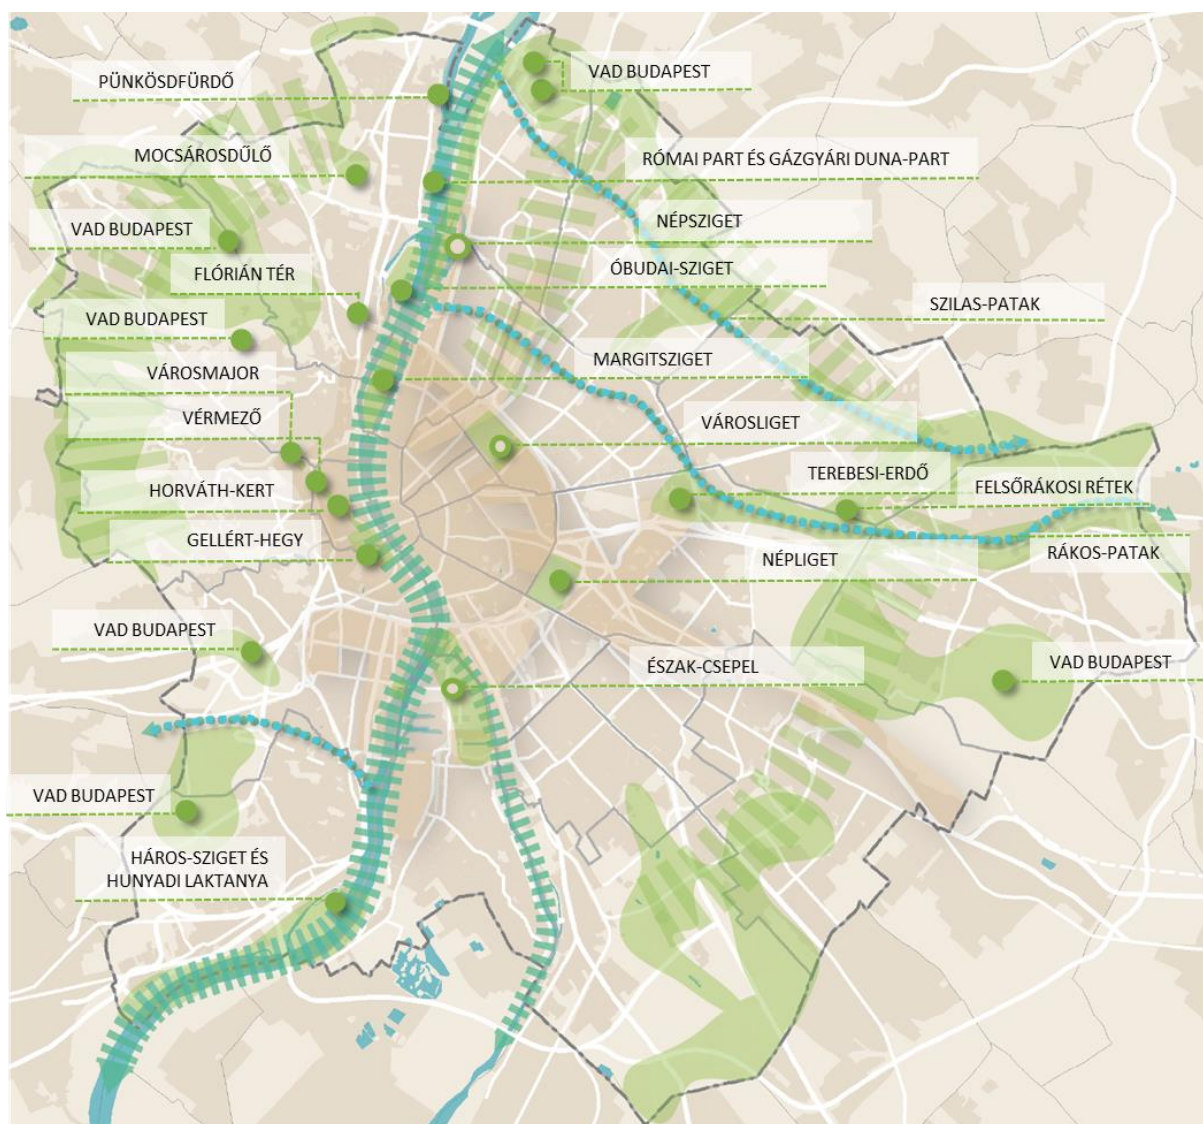 PÜNKÖSDFÜRDŐ
VAD BUDAPEST
MOCSÁROSDŰLŐ
RÓMAI PART ÉS GÁZGYÁRI DUNA-PART
VAD BUDAPEST
NÉPSZIGET
FLÓRIÁN TÉR
ÓBUDAI-SZIGET
SZILAS-PATAK
VAD BUDAPEST
MARGITSZIGET
VÁROSMAJOR
VÉRMEZŐ
VÁROSLIGET
TEREBESI-ERDŐ
HORVÁTH-KERT
FELSŐRÁKOSI RÉTEK
GELLÉRT-HEGY
NÉPLIGET
RÁKOS-PATAK
VAD BUDAPEST
ÉSZAK-CSEPEL
VAD BUDAPEST
VAD BUDAPEST
HÁROS-SZIGET ÉS
HUNYADI LAKTANYA